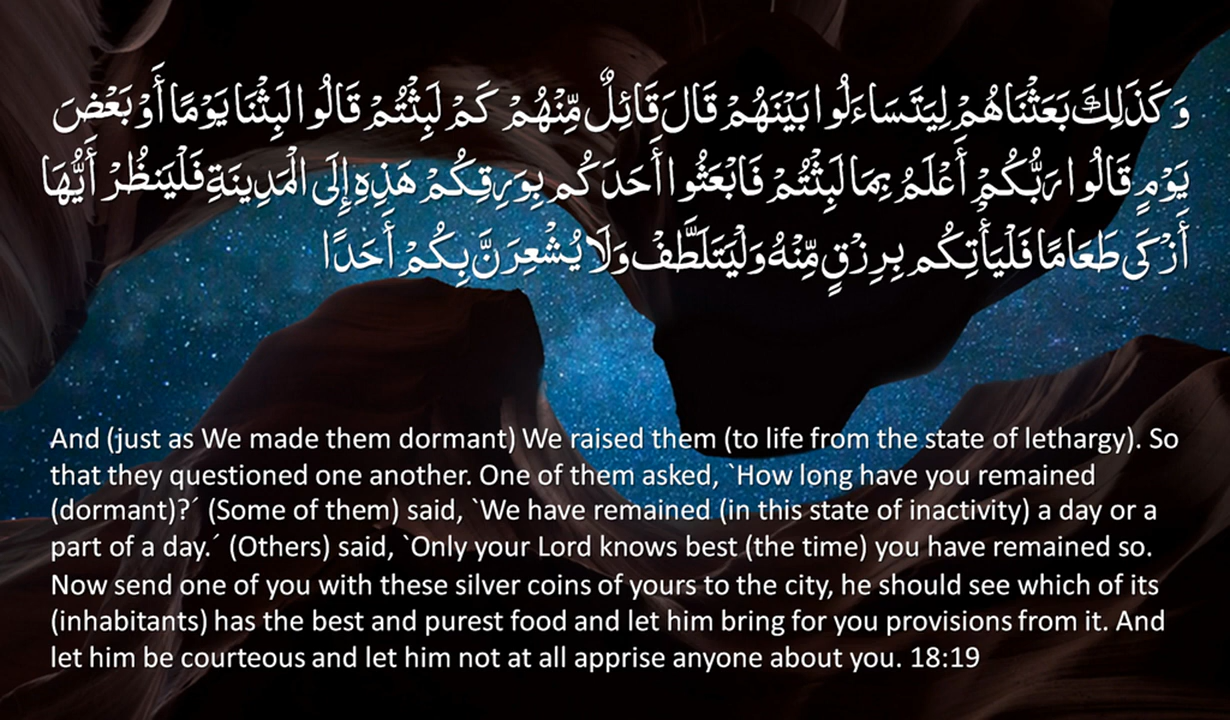 وَكَذَٰلِكَ بَعَثْنَاهُمْ لِيَتَسَاءَلُوا بَيْنَهُمْ قَالَ قَائِلٌ مِّنْهُمْ كَمْ لَبِثْتُمْ قَالُوا لَبِثْنَا يَوْمًا أَوْ بَعْضَ
يَوْمٍ قَالُوا رَبُّكُمْ أَعْلَمُ بِمَا لَبِثْتُمْ فَابْعَثُوا أَحَدَكُم بِوَرِقِكُمْ هَٰذِهِ إِلَى الْمَدِينَةِ فَلْيَنظُرْ أَيُّهَا
أَزْكَىٰ طَعَامًا فَلْيَأْتِكُم بِرِزْقٍ مِّنْهُ وَلْيَتَلَطَّفْ وَلَا يُشْعِرَنَّ بِكُمْ أَحَدًا
And (just as We made them dormant) We raised them (to life from the state of lethargy). So
that they questioned one another. One of them asked, `How long have you remained
(dormant)?´ (Some of them) said, `We have remained (in this state of inactivity) a day or a
part of a day.´ (Others) said, `Only your Lord knows best (the time) you have remained so.
Now send one of you with these silver coins of yours to the city, he should see which of its
(inhabitants) has the best and purest food and let him bring for you provisions from it. And
let him be courteous and let him not at all apprise anyone about you. 18:19